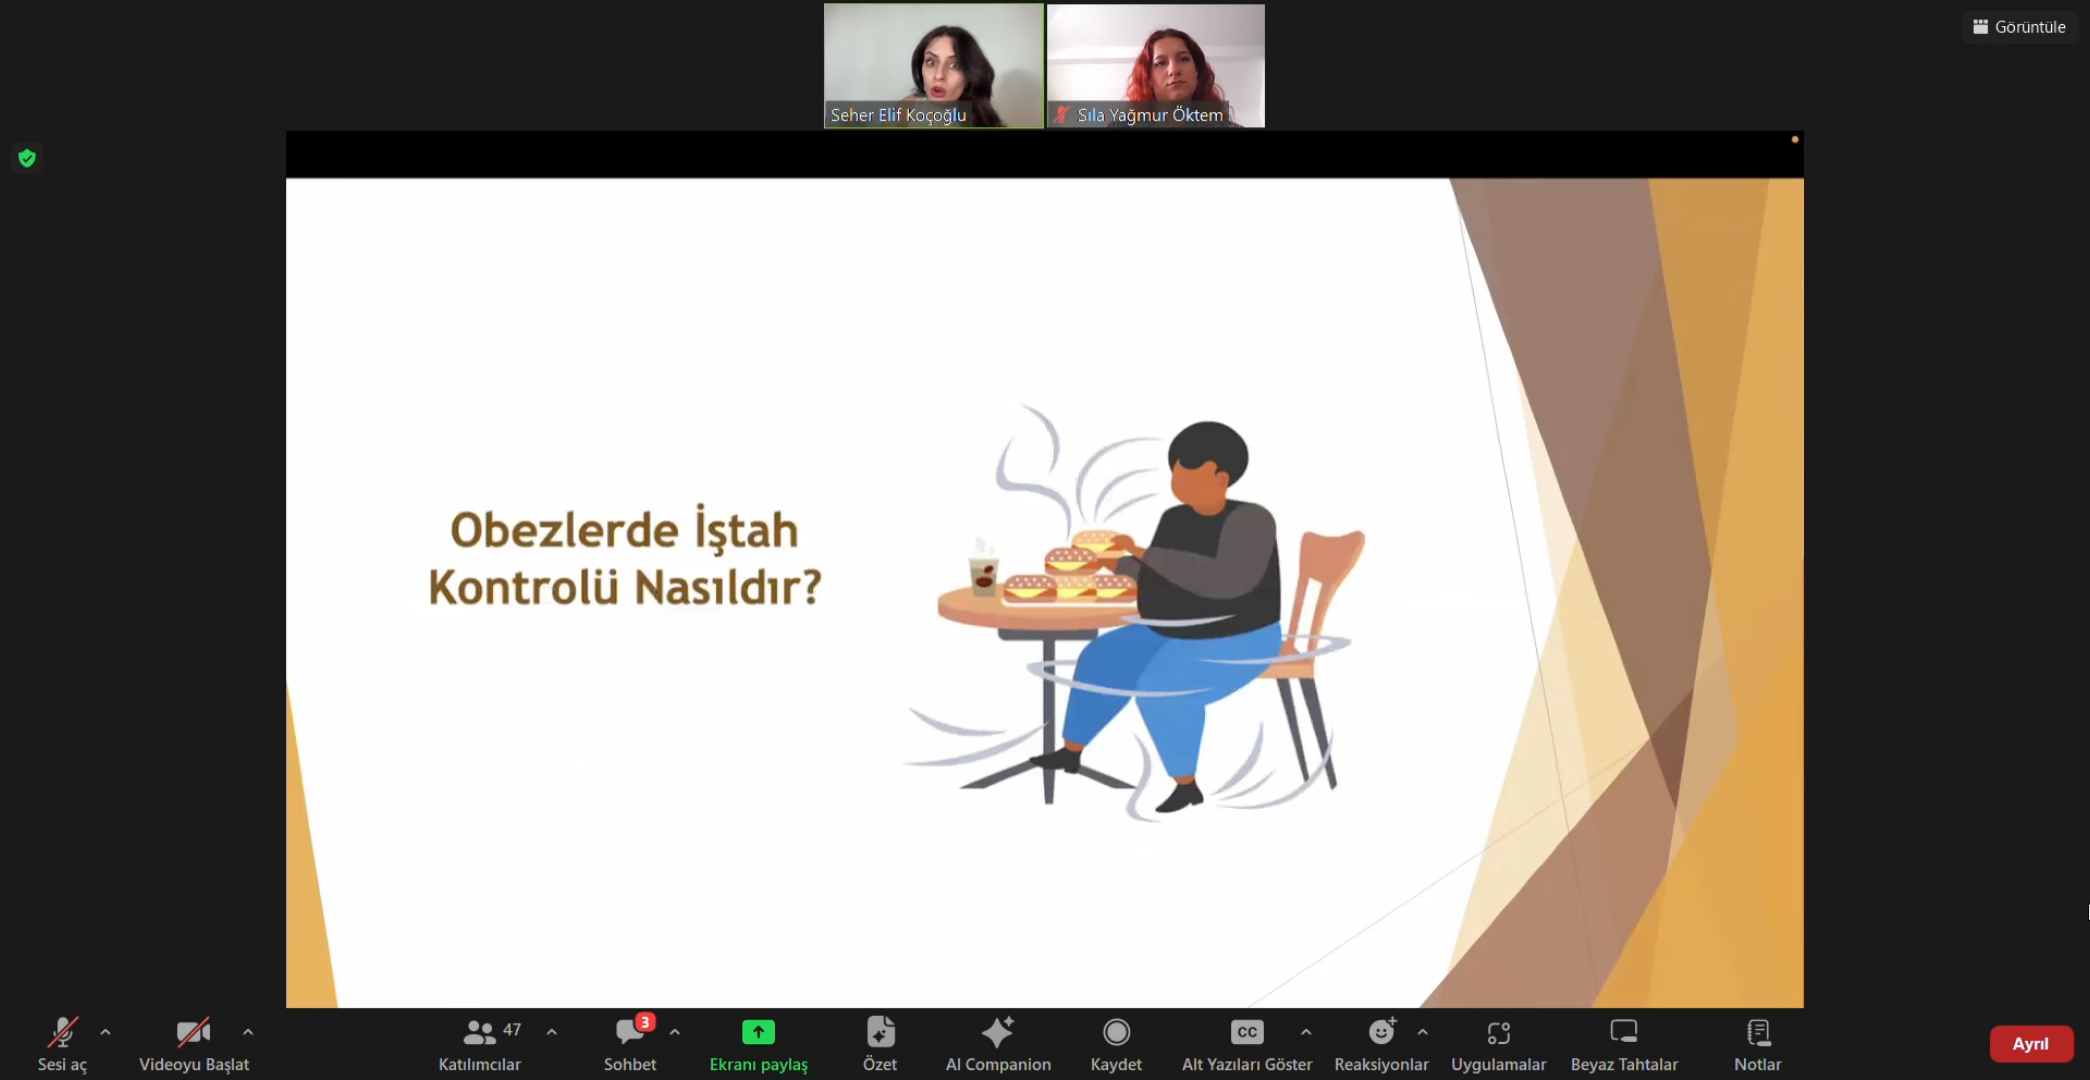 Görüntüle
Seher Elif Koçoğlu
Sıla Yağmur Öktem
Obezlerde İştah
Kontrolü Nasıldır?
47
3
CC
Sesi aç
Videoyu Başlat
Katılımcılar
Sohbet
Ekranı paylaş
Özet
AI Companion
Kaydet
Alt Yazıları Göster
Reaksiyonlar
Uygulamalar
Beyaz Tahtalar
Notlar
Ayrıl